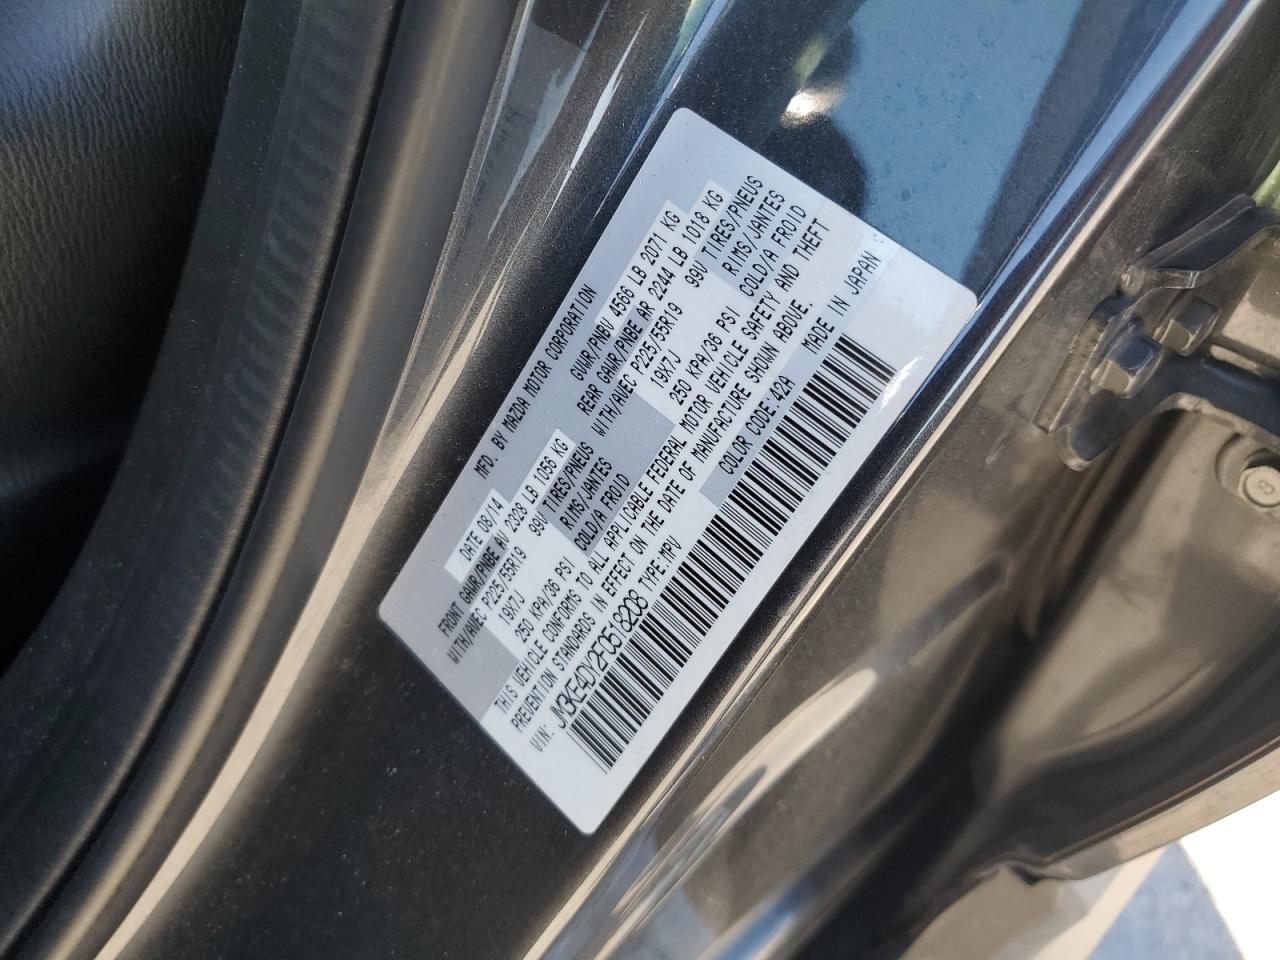 MFD. BY MAZDA MOTOR CORPORATION
DATE 08/14 GVWR/PNBV 4566 LB 2071 KG
FRONT GAWR/PNBE AV 2328 LB 1056 KG REAR GAWR/PNBE AR 2244 LB 1018 KG
WITH/AVEC P225/55R19 99V TIRES/PNEUS WITH/AVEC P225/55R19 99V TIRES/PNEUS
19X7J RIMS/JANTES 19X7J RIMS/JANTES
250 KPA/36 PSI COLD/A FROID 250 KPA/36 PSI COLD/A FROID
THIS VEHICLE CONFORMS TO ALL APPLICABLE FEDERAL MOTOR VEHICLE SAFETY AND THEFT
PREVENTION STANDARDS IN EFFECT ON THE DATE OF MANUFACTURE SHOWN ABOVE.
VIN: JM3KE4DY2F0518208 TYPE:MPV COLOR CODE:42A MADE IN JAPAN
8